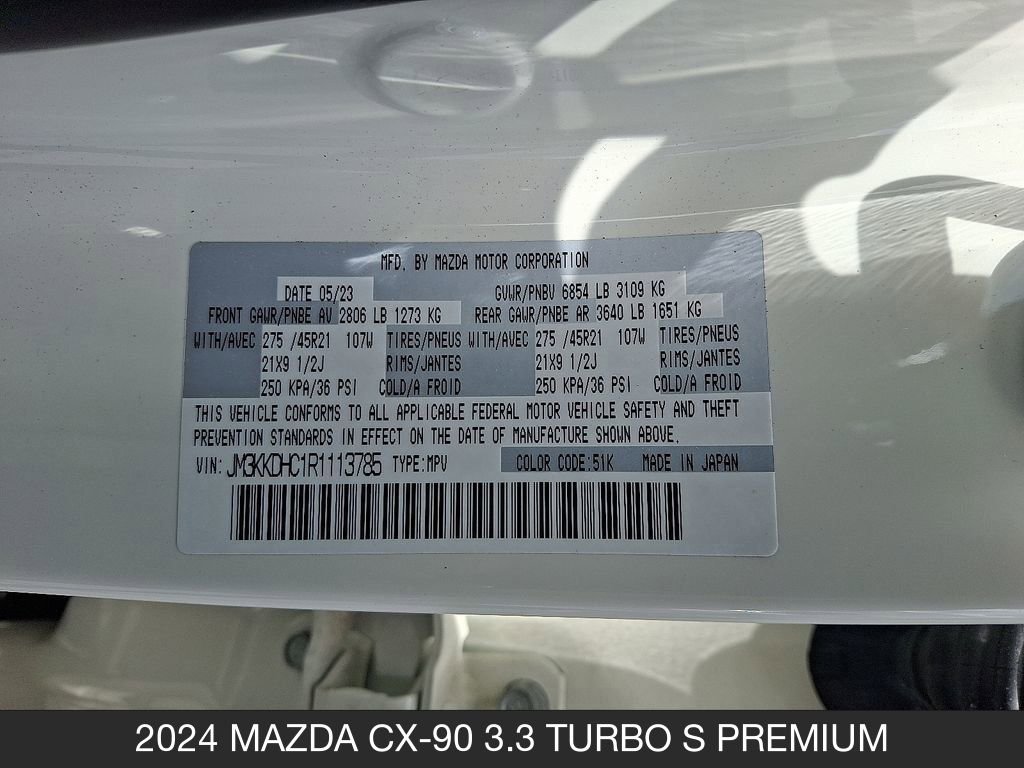 MFD. BY MAZDA MOTOR CORPORATION
DATE 05/23 GVWR/PNBV 6854 LB 3109 KG
FRONT GAWR/PNBE AV 2806 LB 1273 KG REAR GAWR/PNBE AR 3640 LB 1651 KG
WITH/AVEC 275 /45R21 107W TIRES/PNEUS WITH/AVEC 275 /45R21 107W TIRES/PNEUS
21X9 1/2J RIMS/JANTES 21X9 1/2J RIMS/JANTES
250 KPA/36 PSI COLD/A FROID 250 KPA/36 PSI COLD/A FROID
THIS VEHICLE CONFORMS TO ALL APPLICABLE FEDERAL MOTOR VEHICLE SAFETY AND THEFT
PREVENTION STANDARDS IN EFFECT ON THE DATE OF MANUFACTURE SHOWN ABOVE.
VIN: JM3KKDHC1R1113785 TYPE:MPV COLOR CODE:51K MADE IN JAPAN
2024 MAZDA CX-90 3.3 TURBO S PREMIUM